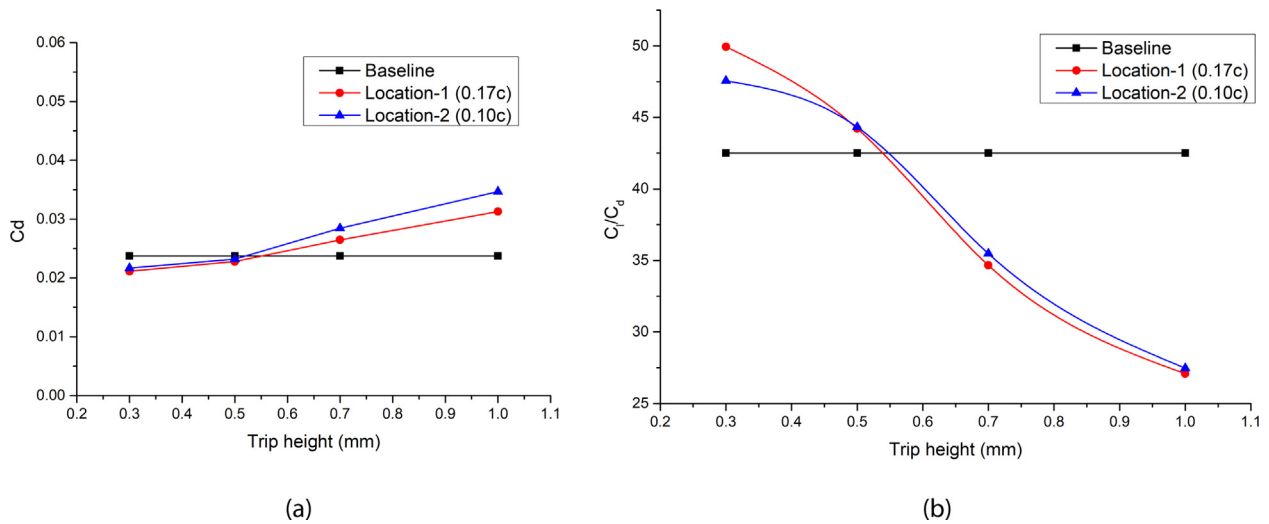 0.06
0.05
0.04
0.03
0.02
0.01
0.00
Cd
Baseline
Location-1 (0.17c)
Location-2 (0.10c)
0.2 0.3 0.4 0.5 0.6 0.7 0.8 0.9 1.0 1.1
Trip height (mm)
(a)
50
45
40
35
30
25
Cl/Cd
Baseline
Location-1 (0.17c)
Location-2 (0.10c)
0.2 0.3 0.4 0.5 0.6 0.7 0.8 0.9 1.0 1.1
Trip height (mm)
(b)